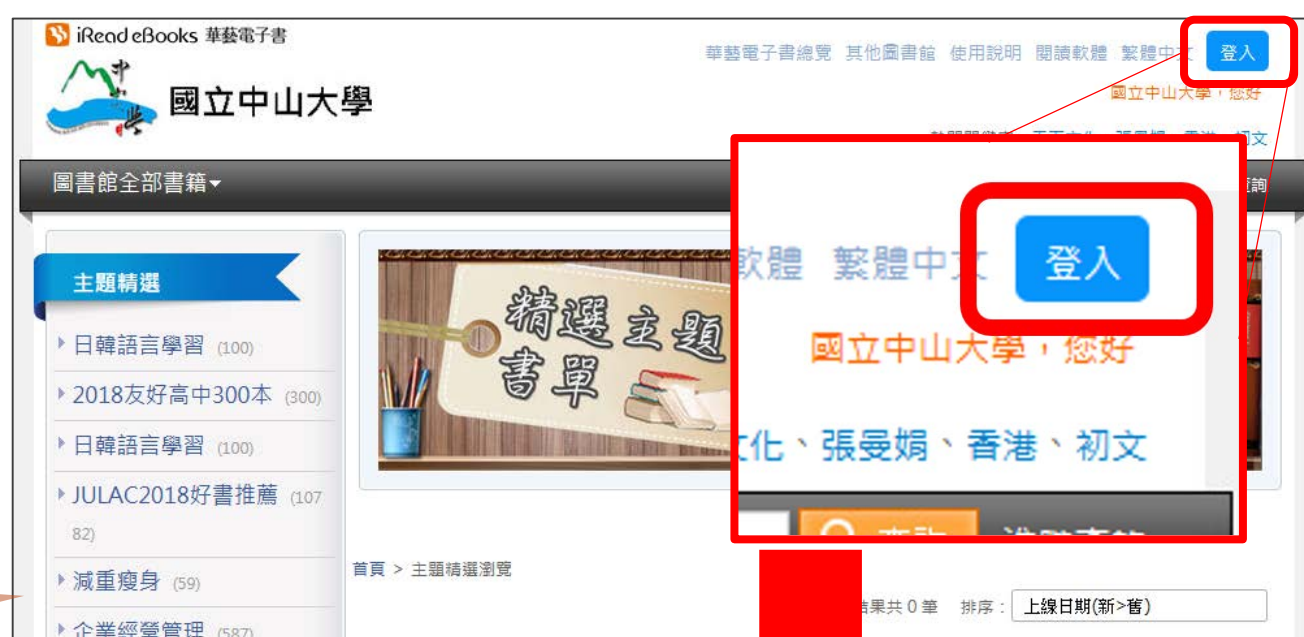 iRead eBooks 華藝電子書
華藝電子書總覽 其他圖書館 使用說明 閱讀軟體 繁體中文 登入
國立中山大學
國立中山大學，您好
初文
圖書館全部書籍
軟體 繁體中文 登入
國立中山大學，您好
化、張曼娟、香港、初文
主題精選
精選主題
書單
日韓語言學習 (100)
2018友好高中300本 (300)
日韓語言學習 (100)
JULAC2018好書推薦 (107
82)
減重瘦身 (59)
企業經營管理 (587)
首頁 > 主題精選瀏覽
結果共 0 筆 排序： 上線日期(新>舊)